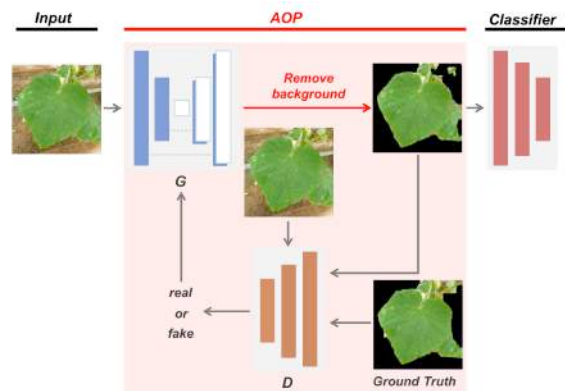 Input
AOP
Classifier
Remove
background
G
real
or
fake
D
Ground Truth